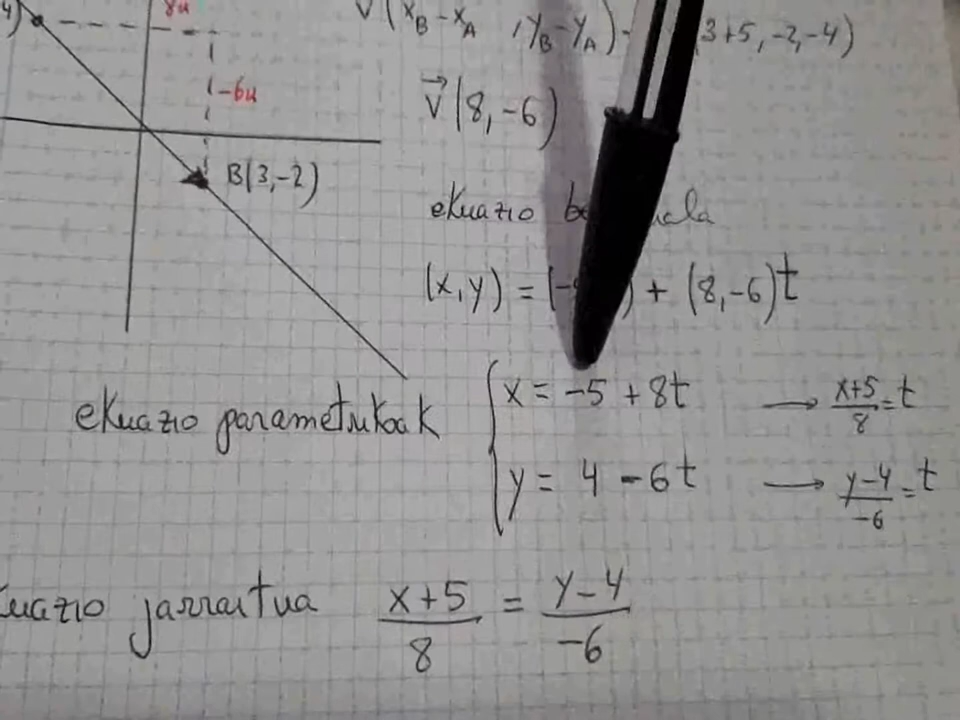 4) 8u
V(xB-xA , yB-yA) (3+5, -2, -4)
-6u
V⃗(8,-6)
B(3,-2)
ekuazio
(x,y) = + (8,-6)t
ekuazio parametrikoak
x = -5 + 8t → (x+5)/8 = t
y = 4 - 6t → (y-4)/-6 = t
jarraitua (x+5)/8 = (y-4)/-6